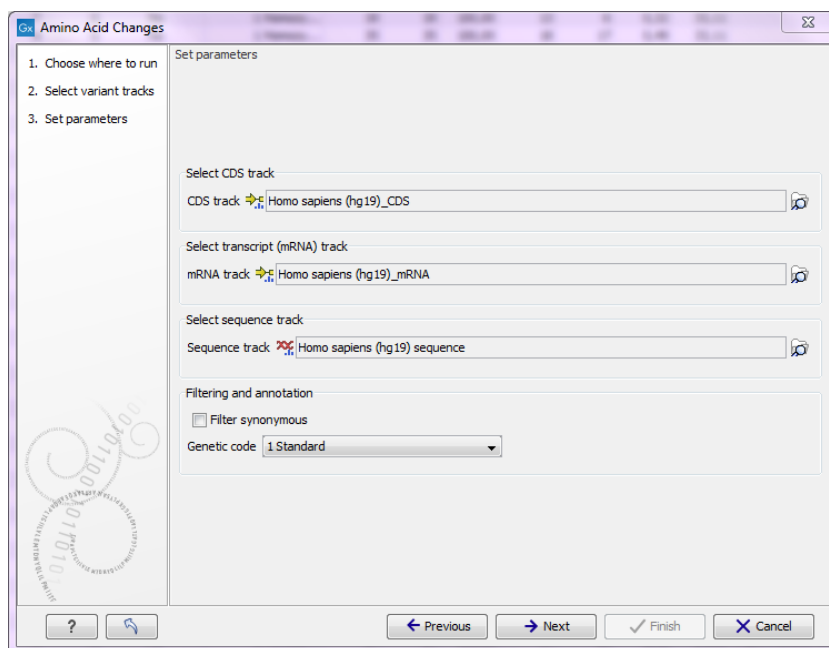 Gx Amino Acid Changes
1. Choose where to run
2. Select variant tracks
3. Set parameters
Set parameters
Select CDS track
CDS track Homo sapiens (hg19)_CDS
Select transcript (mRNA) track
mRNA track Homo sapiens (hg19)_mRNA
Select sequence track
Sequence track Homo sapiens (hg19) sequence
Filtering and annotation
Filter synonymous
Genetic code 1 Standard
? Previous Next Finish Cancel